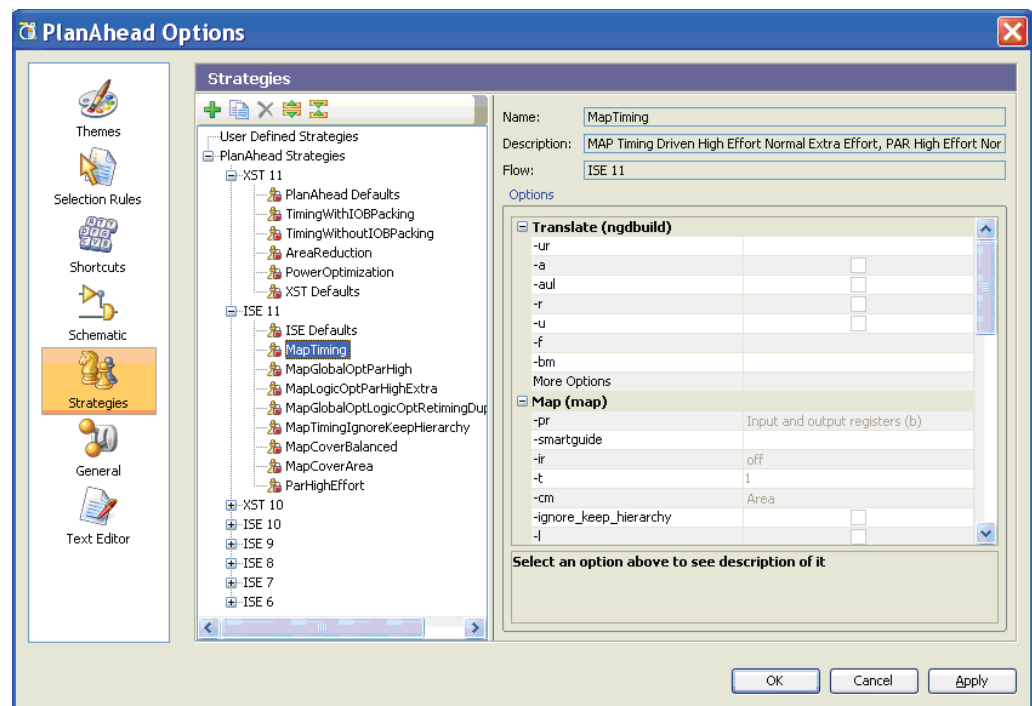 PlanAhead Options
Themes
Selection Rules
Shortcuts
Schematic
Strategies
General
Text Editor
Strategies
User Defined Strategies
PlanAhead Strategies
XST 11
PlanAhead Defaults
TimingWithIOBPacking
TimingWithoutIOBPacking
AreaReduction
PowerOptimization
XST Defaults
ISE 11
ISE Defaults
MapTiming
MapGlobalOptParHigh
MapLogicOptParHighExtra
MapGlobalOptLogicOptRetimingDup
MapTimingIgnoreKeepHierarchy
MapCoverBalanced
MapCoverArea
ParHighEffort
XST 10
ISE 10
ISE 9
ISE 8
ISE 7
ISE 6
Name: MapTiming
Description: MAP Timing Driven High Effort Normal Extra Effort, PAR High Effort Nor
Flow: ISE 11
Options
Translate (ngdbuild)
-ur
-a
-aul
-r
-u
-f
-bm
More Options
Map (map)
-pr Input and output registers (b)
-smartguide
-ir off
-t 1
-cm Area
-ignore_keep_hierarchy
-l
Select an option above to see description of it
OK Cancel Apply